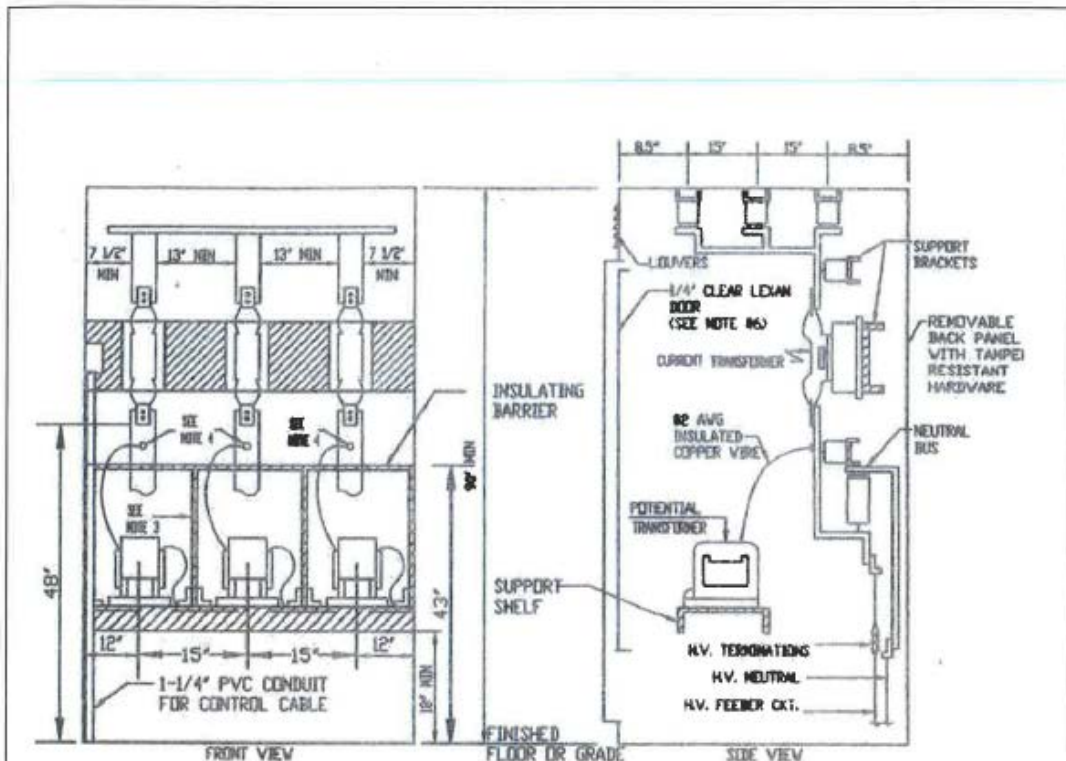 8.5" 15" 15" 8.5"
7 1/2" MIN
13" MIN
13" MIN
7 1/2" MIN
LOUVERS
1/4" CLEAR LEXAN
DOOR
(SEE NOTE #6)
CURRENT TRANSFORMER
SUPPORT
BRACKETS
REMOVABLE
BACK PANEL
WITH TAMPE
RESISTANT
HARDWARE
INSULATING
BARRIER
#2 AWG
INSULATED
COPPER WIRE
NEUTRAL
BUS
SEE
NOTE 4
SEE
NOTE 4
SEE
NOTE 3
POTENTIAL
TRANSFORMER
SUPPORT
SHELF
48"
43"
MIN
12" 15" 15" 12"
MIN
1-1/4" PVC CONDUIT
FOR CONTROL CABLE
H.V. TERMINATIONS
H.V. NEUTRAL
H.V. FEEDER CKT.
FINISHED
FLOOR OR GRADE
FRONT VIEW
SIDE VIEW